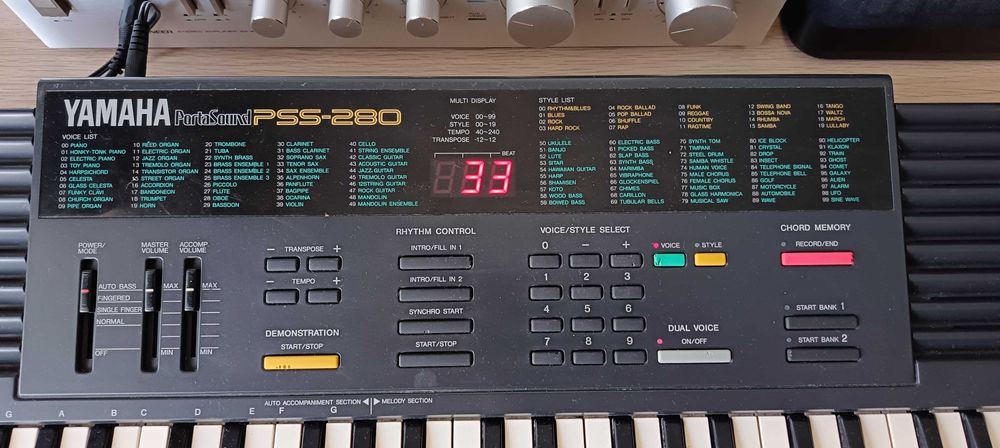 PIONEER STEREO AMPLIFIER
YAMAHA PortaSound PSS-280
VOICE LIST
00 PIANO
01 HONKY-TONK PIANO
02 ELECTRIC PIANO
03 TOY PIANO
04 HARPSICHORD
05 CELESTA
06 GLASS CELESTA
07 FUNKY CLAVI
08 CHURCH ORGAN
09 PIPE ORGAN
10 REED ORGAN
11 ELECTRIC ORGAN
12 JAZZ ORGAN
13 TREMOLO ORGAN
14 TRANSISTOR ORGAN
15 STREET ORGAN
16 ACCORDION
17 BANDONEON
18 TRUMPET
19 HORN
20 TROMBONE
21 TUBA
22 SYNTH BRASS
23 BRASS ENSEMBLE 1
24 BRASS ENSEMBLE 2
25 BRASS ENSEMBLE 3
26 PICCOLO
27 FLUTE
28 OBOE
29 BASSOON
30 CLARINET
31 BASS CLARINET
32 SOPRANO SAX
33 TENOR SAX
34 SAX ENSEMBLE
35 ALPENHORN
36 PANFLUTE
37 BAGPIPE
38 OCARINA
39 VIOLIN
40 CELLO
41 STRING ENSEMBLE
42 CLASSIC GUITAR
43 ACOUSTIC GUITAR
44 JAZZ GUITAR
45 TREMOLO GUITAR
46 12STRING GUITAR
47 ROCK GUITAR
48 MANDOLIN
49 MANDOLIN ENSEMBLE
MULTI DISPLAY
VOICE 00~99
STYLE 00~19
TEMPO 40~240
TRANSPOSE -12~12
BEAT
33
STYLE LIST
00 RHYTHM&BLUES
01 BLUES
02 ROCK
03 HARD ROCK
04 ROCK BALLAD
05 POP BALLAD
06 SHUFFLE
07 RAP
08 FUNK
09 REGGAE
10 COUNTRY
11 RAGTIME
12 SWING BAND
13 BOSSA NOVA
14 RHUMBA
15 SAMBA
16 TANGO
17 WALTZ
18 MARCH
19 LULLABY
50 UKULELE
51 BANJO
52 LUTE
53 SITAR
54 HAWAIIAN GUITAR
55 HARP
56 SHAMISEN
57 KOTO
58 WOOD BASS
59 BOWED BASS
60 ELECTRIC BASS
61 PICKED BASS
62 SLAP BASS
63 SYNTH BASS
64 MARIMBA
65 VIBRAPHONE
66 GLOCKENSPIEL
67 CHIMES
68 CARILLON
69 TUBULAR BELLS
70 SYNTH TOM
71 TIMPANI
72 STEEL DRUM
73 SAMBA WHISTLE
74 HUMAN VOICE
75 MALE CHORUS
76 FEMALE CHORUS
77 MUSIC BOX
78 GLASS HARMONICA
79 MUSICAL SAW
80 ICE BLOCK
81 CRYSTAL
82 BIRD
83 INSECT
84 PHONE SIGNAL
85 TELEPHONE BELL
86 GOLF
87 MOTORCYCLE
88 AUTOMOBILE
89 WAVE
90 HELICOPTER
91 KLAXON
92 TRAIN
93 GHOST
94 COMET
95 GALAXY
96 ALIEN
97 ALARM
98 UFO
99 SINE WAVE
POWER/
MODE
MASTER
VOLUME
ACCOMP.
VOLUME
AUTO BASS
FINGERED
SINGLE FINGER
NORMAL
OFF
MAX
MIN
MAX
MIN
− TRANSPOSE +
− TEMPO +
DEMONSTRATION
START/STOP
RHYTHM CONTROL
INTRO/FILL IN 1
INTRO/FILL IN 2
SYNCHRO START
START/STOP
VOICE/STYLE SELECT
0 − +
1 2 3
4 5 6
7 8 9
VOICE
STYLE
DUAL VOICE
ON/OFF
CHORD MEMORY
RECORD/END
START BANK 1
START BANK 2
AUTO ACCOMPANIMENT SECTION ◀ ▶ MELODY SECTION
G A B C D E F G